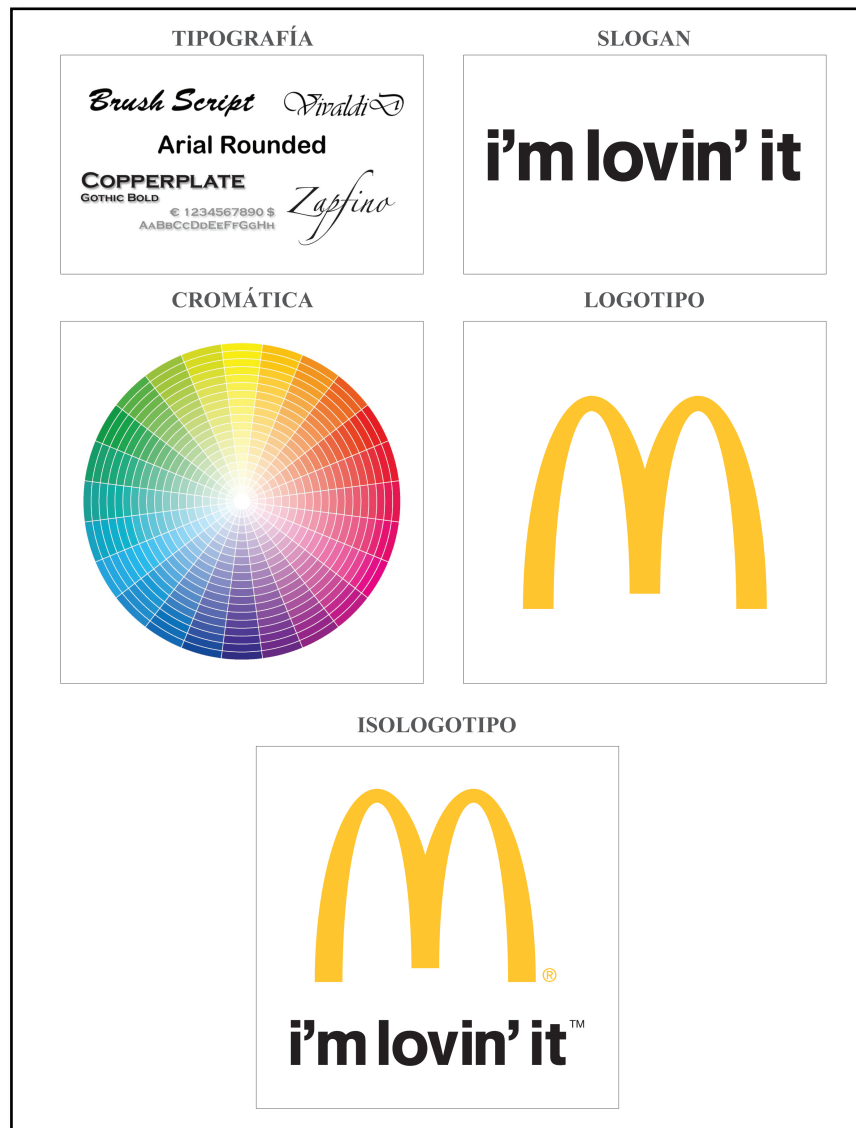 TIPOGRAFÍA
SLOGAN
Brush Script
Vivaldi D
Arial Rounded
COPPERPLATE
GOTHIC BOLD
€ 1234567890 $
AABBCCDDEEFFGGHH
Zapfino
i’m lovin’ it
CROMÁTICA
LOGOTIPO
ISOLOGOTIPO
®
i’m lovin’ it™